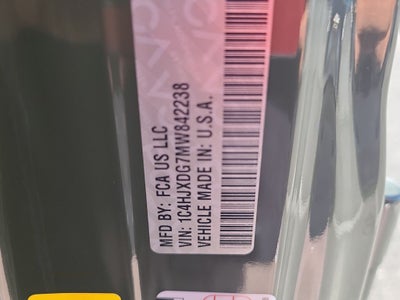 MFD BY: FCA US LLC
VIN: 1C4HJXDG7MW842238
VEHICLE MADE IN: U.S.A.